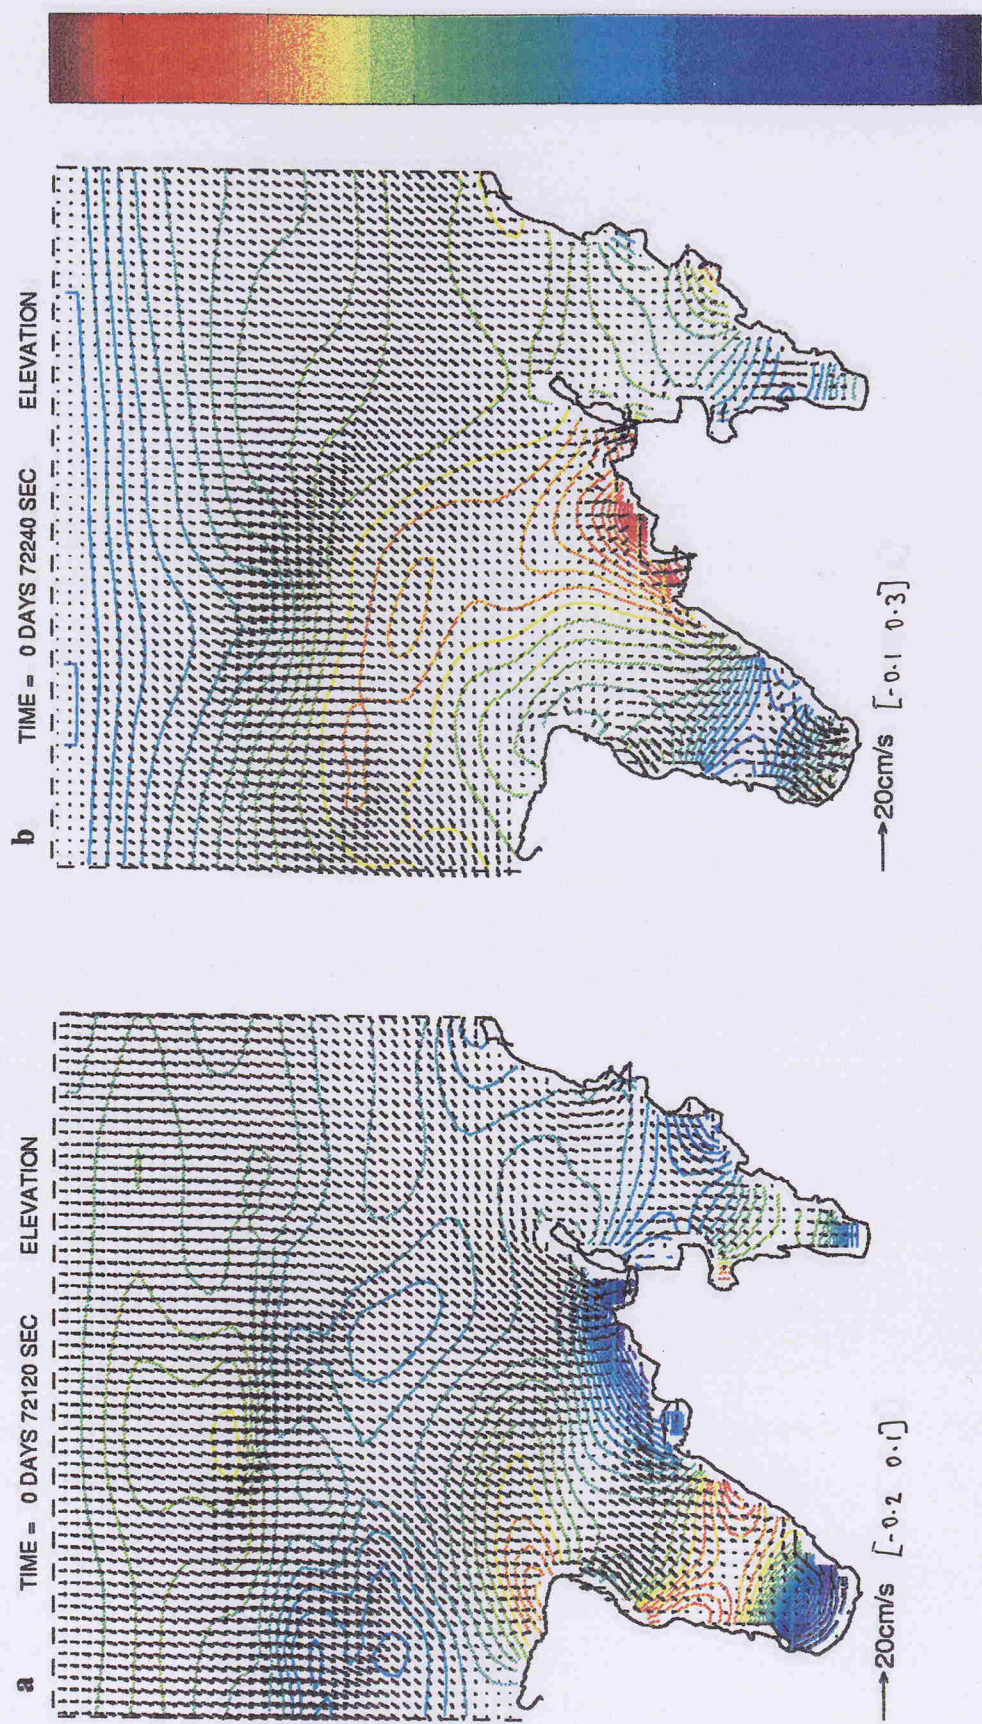 a
TIME = 0 DAYS 72120 SEC ELEVATION
→20cm/s [-0.2 0.1]
b
TIME = 0 DAYS 72240 SEC ELEVATION
→20cm/s [-0.1 0.3]